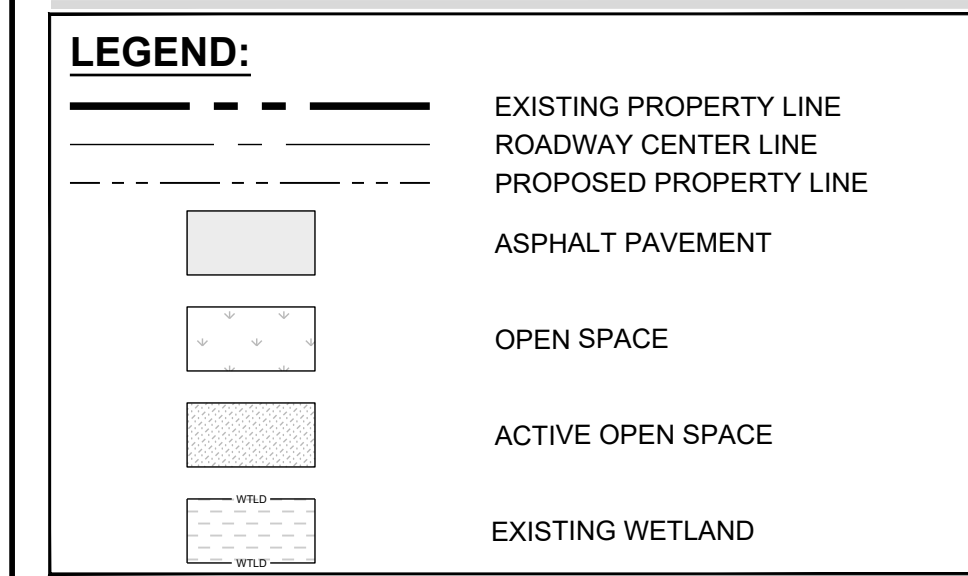 LEGEND:
EXISTING PROPERTY LINE
ROADWAY CENTER LINE
PROPOSED PROPERTY LINE
ASPHALT PAVEMENT
OPEN SPACE
ACTIVE OPEN SPACE
WTLD
EXISTING WETLAND
WTLD